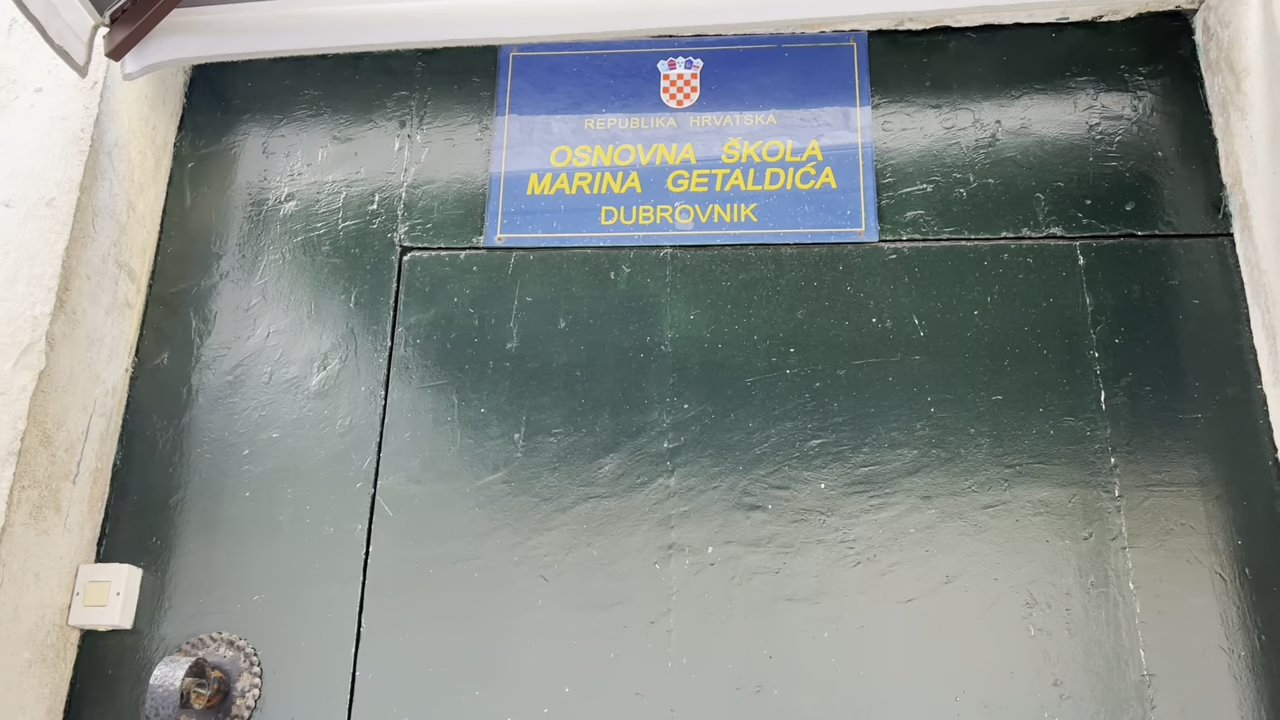 REPUBLIKA HRVATSKA
OSNOVNA ŠKOLA
MARINA GETALDIĆA
DUBROVNIK